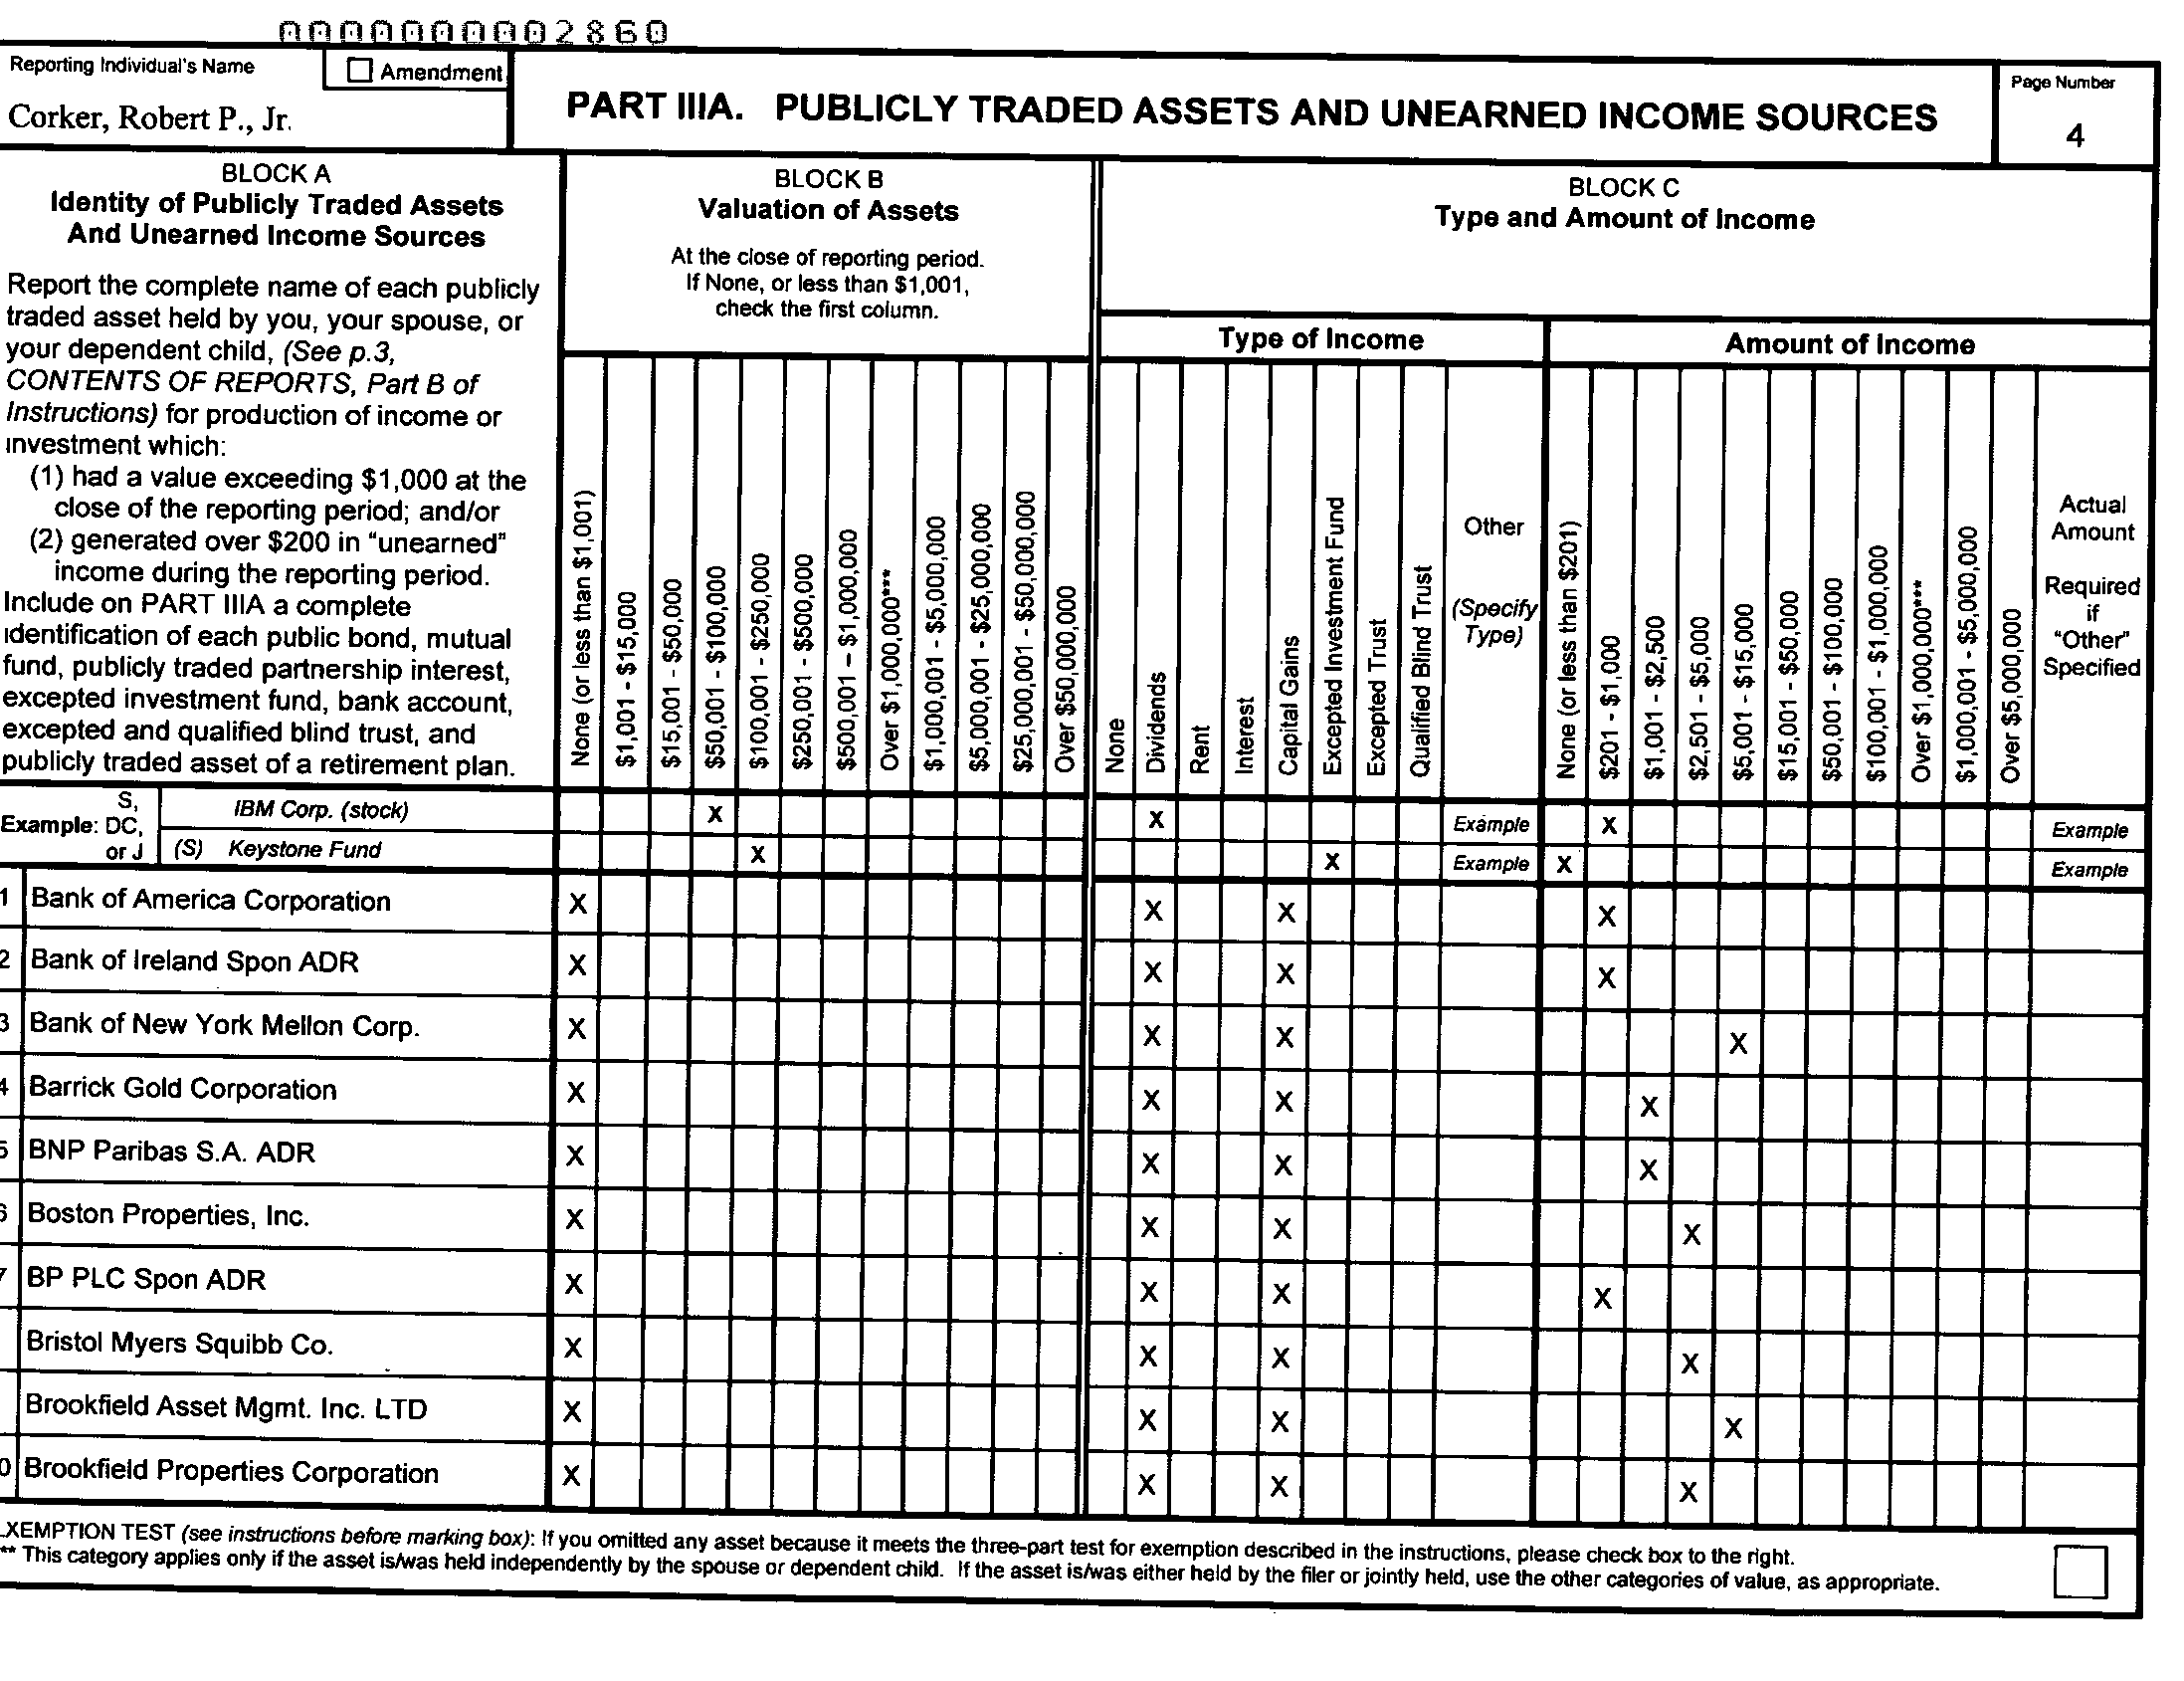 0000000002860
Reporting Individual's Name
☐ Amendment
Corker, Robert P., Jr.
PART IIIA. PUBLICLY TRADED ASSETS AND UNEARNED INCOME SOURCES
Page Number
4
BLOCK A
Identity of Publicly Traded Assets
And Unearned Income Sources
Report the complete name of each publicly
traded asset held by you, your spouse, or
your dependent child, (See p.3,
CONTENTS OF REPORTS, Part B of
Instructions) for production of income or
investment which:
(1) had a value exceeding $1,000 at the
close of the reporting period; and/or
(2) generated over $200 in "unearned"
income during the reporting period.
Include on PART IIIA a complete
identification of each public bond, mutual
fund, publicly traded partnership interest,
excepted investment fund, bank account,
excepted and qualified blind trust, and
publicly traded asset of a retirement plan.
BLOCK B
Valuation of Assets
At the close of reporting period.
If None, or less than $1,001,
check the first column.
None (or less than $1,001)
$1,001 - $15,000
$15,001 - $50,000
$50,001 - $100,000
$100,001 - $250,000
$250,001 - $500,000
$500,001 – $1,000,000
Over $1,000,000***
$1,000,001 - $5,000,000
$5,000,001 - $25,000,000
$25,000,001 - $50,000,000
Over $50,000,000
BLOCK C
Type and Amount of Income
Type of Income
None
Dividends
Rent
Interest
Capital Gains
Excepted Investment Fund
Excepted Trust
Qualified Blind Trust
Other
(Specify
Type)
Amount of Income
None (or less than $201)
$201 - $1,000
$1,001 - $2,500
$2,501 - $5,000
$5,001 - $15,000
$15,001 - $50,000
$50,001 - $100,000
$100,001 - $1,000,000
Over $1,000,000***
$1,000,001 - $5,000,000
Over $5,000,000
Actual
Amount
Required
if
"Other"
Specified
Example:
S,
DC,
or J
IBM Corp. (stock) X X Example X Example
(S) Keystone Fund X X Example X Example
1 Bank of America Corporation X X X X
2 Bank of Ireland Spon ADR X X X X
3 Bank of New York Mellon Corp. X X X X
4 Barrick Gold Corporation X X X X
5 BNP Paribas S.A. ADR X X X X
6 Boston Properties, Inc. X X X X
7 BP PLC Spon ADR X X X X
Bristol Myers Squibb Co. X X X X
Brookfield Asset Mgmt. Inc. LTD X X X X
0 Brookfield Properties Corporation X X X X
XEMPTION TEST (see instructions before marking box): If you omitted any asset because it meets the three-part test for exemption described in the instructions, please check box to the right.
** This category applies only if the asset is/was held independently by the spouse or dependent child. If the asset is/was either held by the filer or jointly held, use the other categories of value, as appropriate.